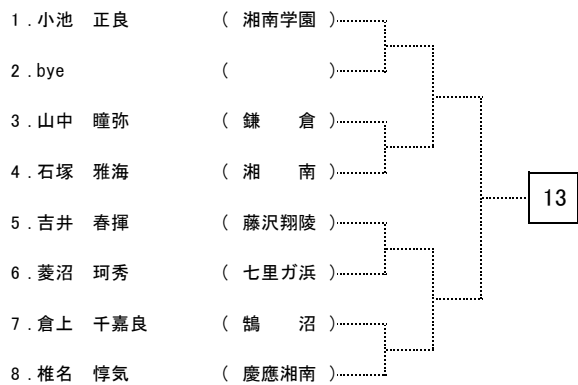 1.小池　正良　（　湘南学園　）
2.bye　（　　　　）
3.山中　瞳弥　（　鎌　　倉　）
4.石塚　雅海　（　湘　　南　）
13
5.吉井　春揮　（　藤沢翔陵　）
6.菱沼　珂秀　（　七里ガ浜　）
7.倉上　千嘉良　（　鵠　　沼　）
8.椎名　惇気　（　慶應湘南　）